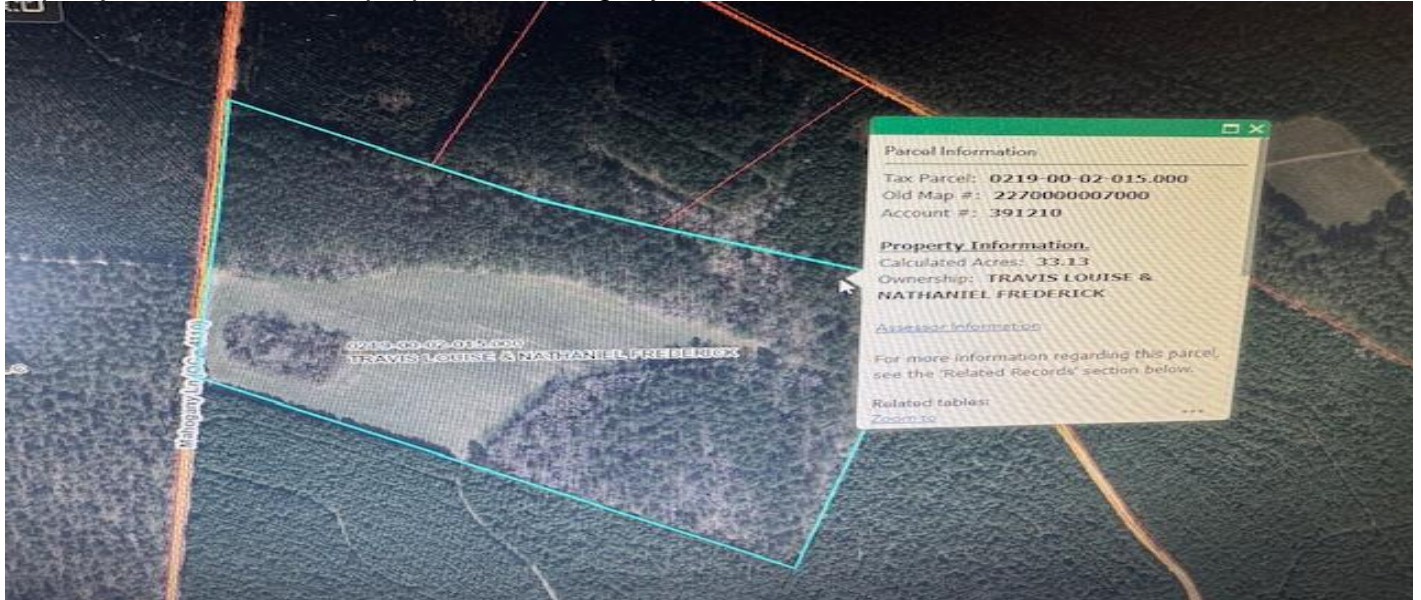 Parcel Information
Tax Parcel: 0219-00-02-015.000
Old Map #: 2270000007000
Account #: 391210
Property Information.
Calculated Acres: 33.13
Ownership: TRAVIS LOUISE &
NATHANIEL FREDERICK
Assessor Information
For more information regarding this parcel,
see the 'Related Records' section below.
Related tables:
Zoom to
...
0219-00-02-015.000
TRAVIS LOUISE & NATHANIEL FREDERICK
Mahogany Ln